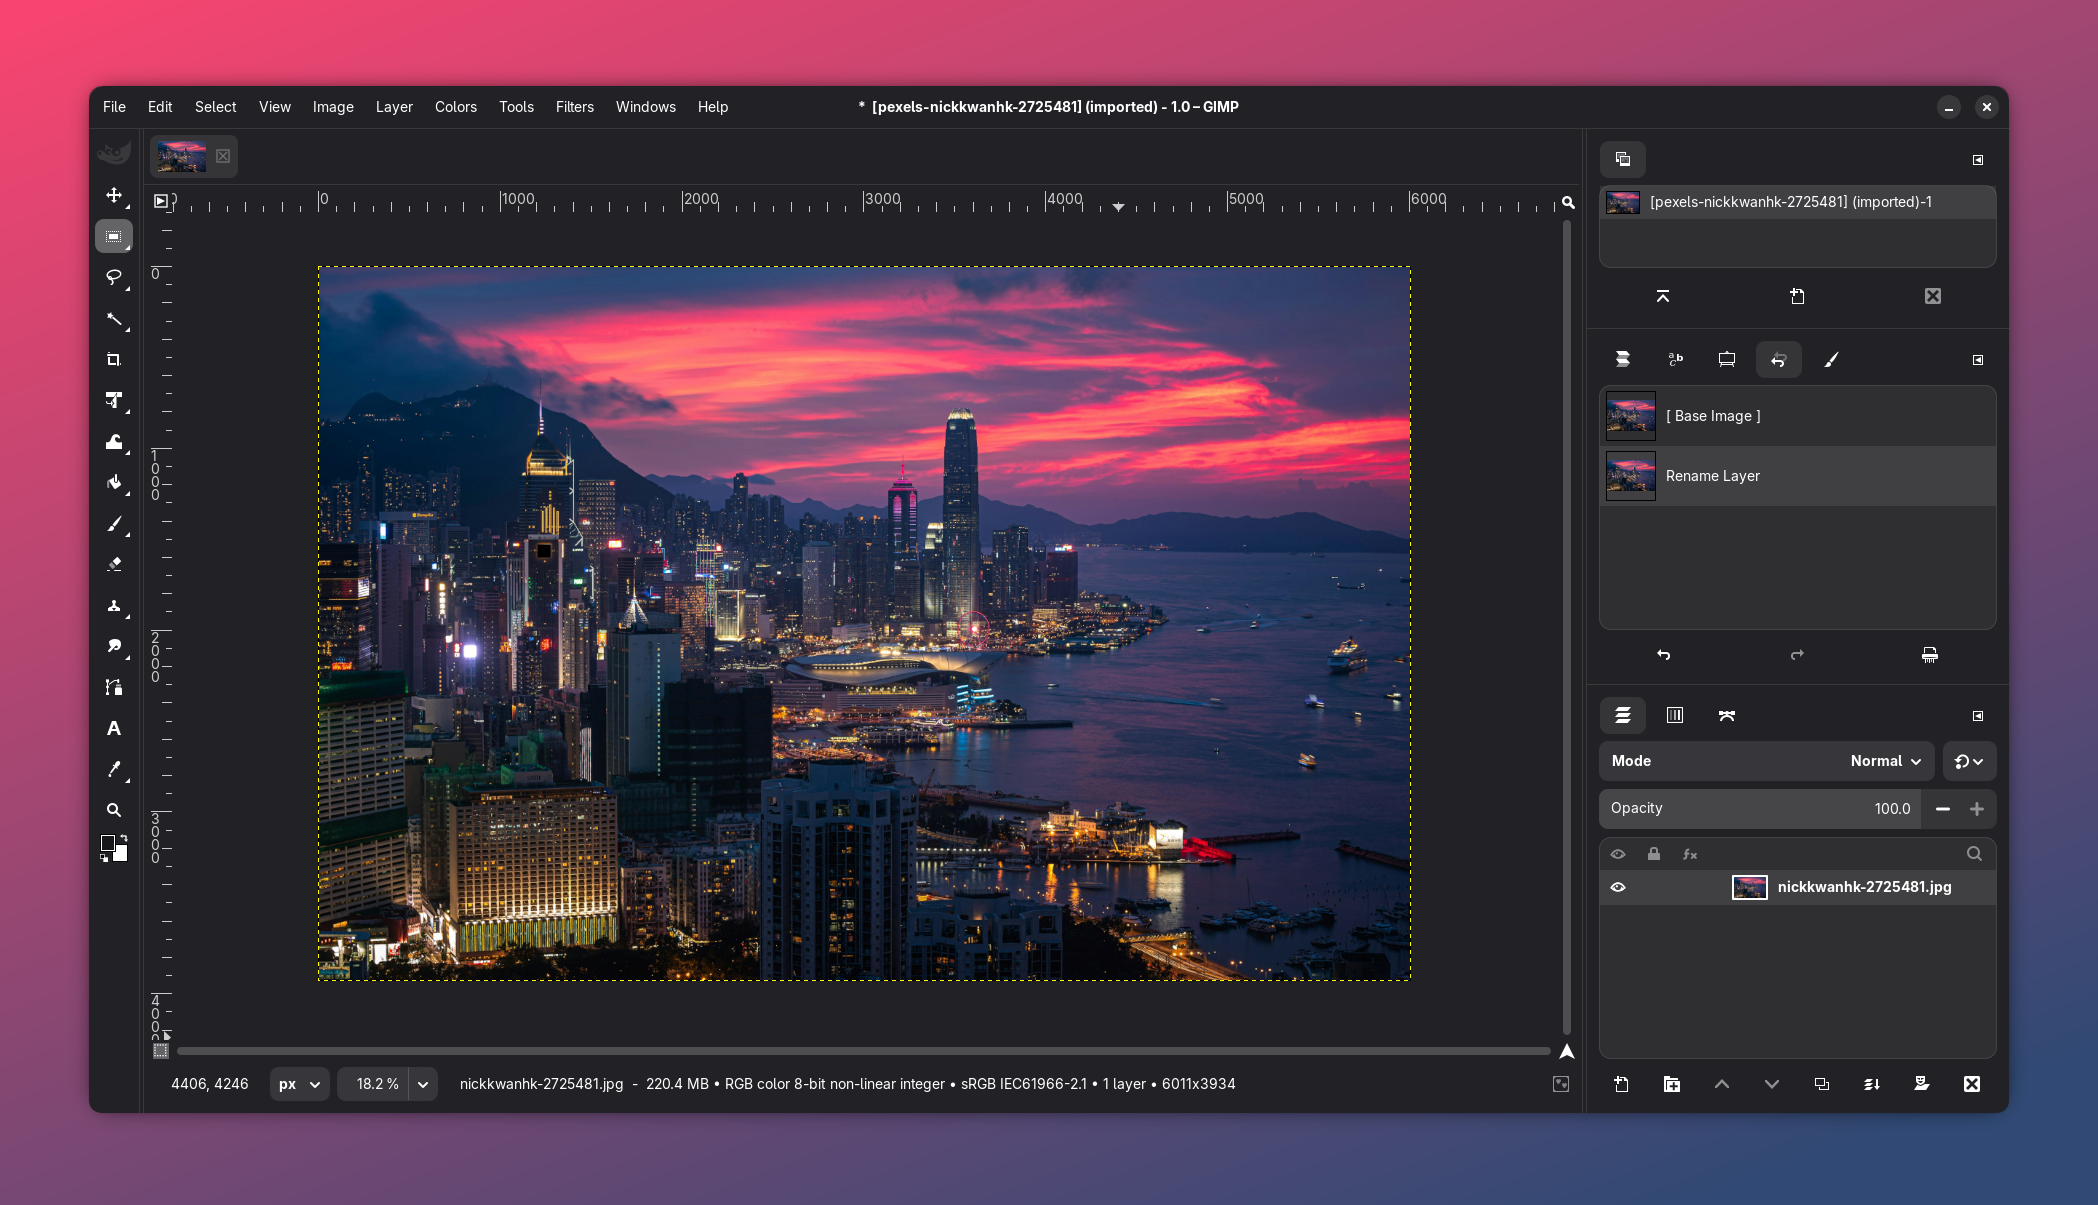 File Edit Select View Image Layer Colors Tools Filters Windows Help
* [pexels-nickkwanhk-2725481] (imported) - 1.0 – GIMP
0 1000 2000 3000 4000 5000 6000
0
1000
2000
3000
4000
[pexels-nickkwanhk-2725481] (imported)-1
[ Base Image ]
Rename Layer
Mode Normal
Opacity 100.0
fx
nickkwanhk-2725481.jpg
4406, 4246 px 18.2 % nickkwanhk-2725481.jpg - 220.4 MB • RGB color 8-bit non-linear integer • sRGB IEC61966-2.1 • 1 layer • 6011x3934